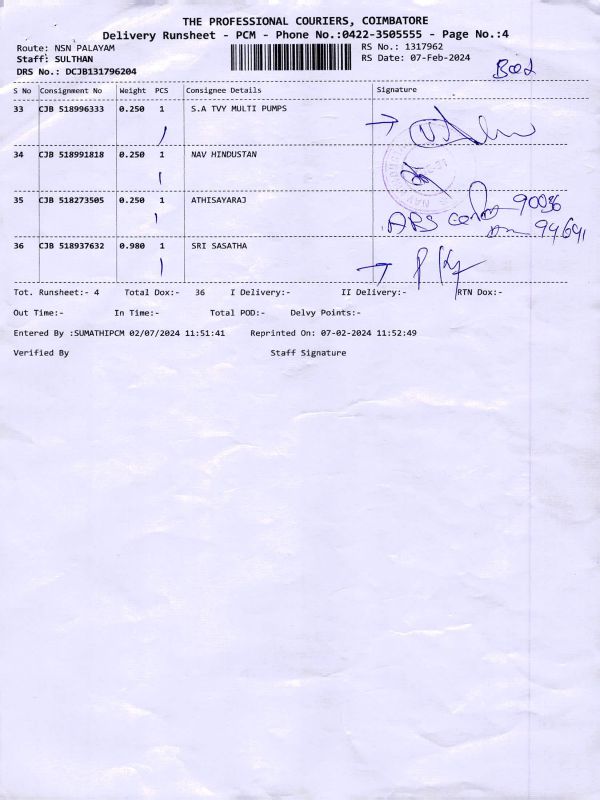 THE PROFESSIONAL COURIERS, COIMBATORE
Delivery Runsheet - PCM - Phone No.:0422-3505555 - Page No.:4
Route: NSN PALAYAM
RS No.: 1317962
Staff: SULTHAN
RS Date: 07-Feb-2024
DRS No.: DCJB131796204
S No Consignment No Weight PCS Consignee Details Signature
33 CJB 518996333 0.250 1 S.A TVY MULTI PUMPS
34 CJB 518991818 0.250 1 NAV HINDUSTAN
35 CJB 518273505 0.250 1 ATHISAYARAJ
90036
94641
36 CJB 518937632 0.980 1 SRI SASATHA
Tot. Runsheet:- 4 Total Dox:- 36 I Delivery:- II Delivery:- RTN Dox:-
Out Time:- In Time:- Total POD:- Delvy Points:-
Entered By :SUMATHIPCM 02/07/2024 11:51:41 Reprinted On: 07-02-2024 11:52:49
Verified By Staff Signature